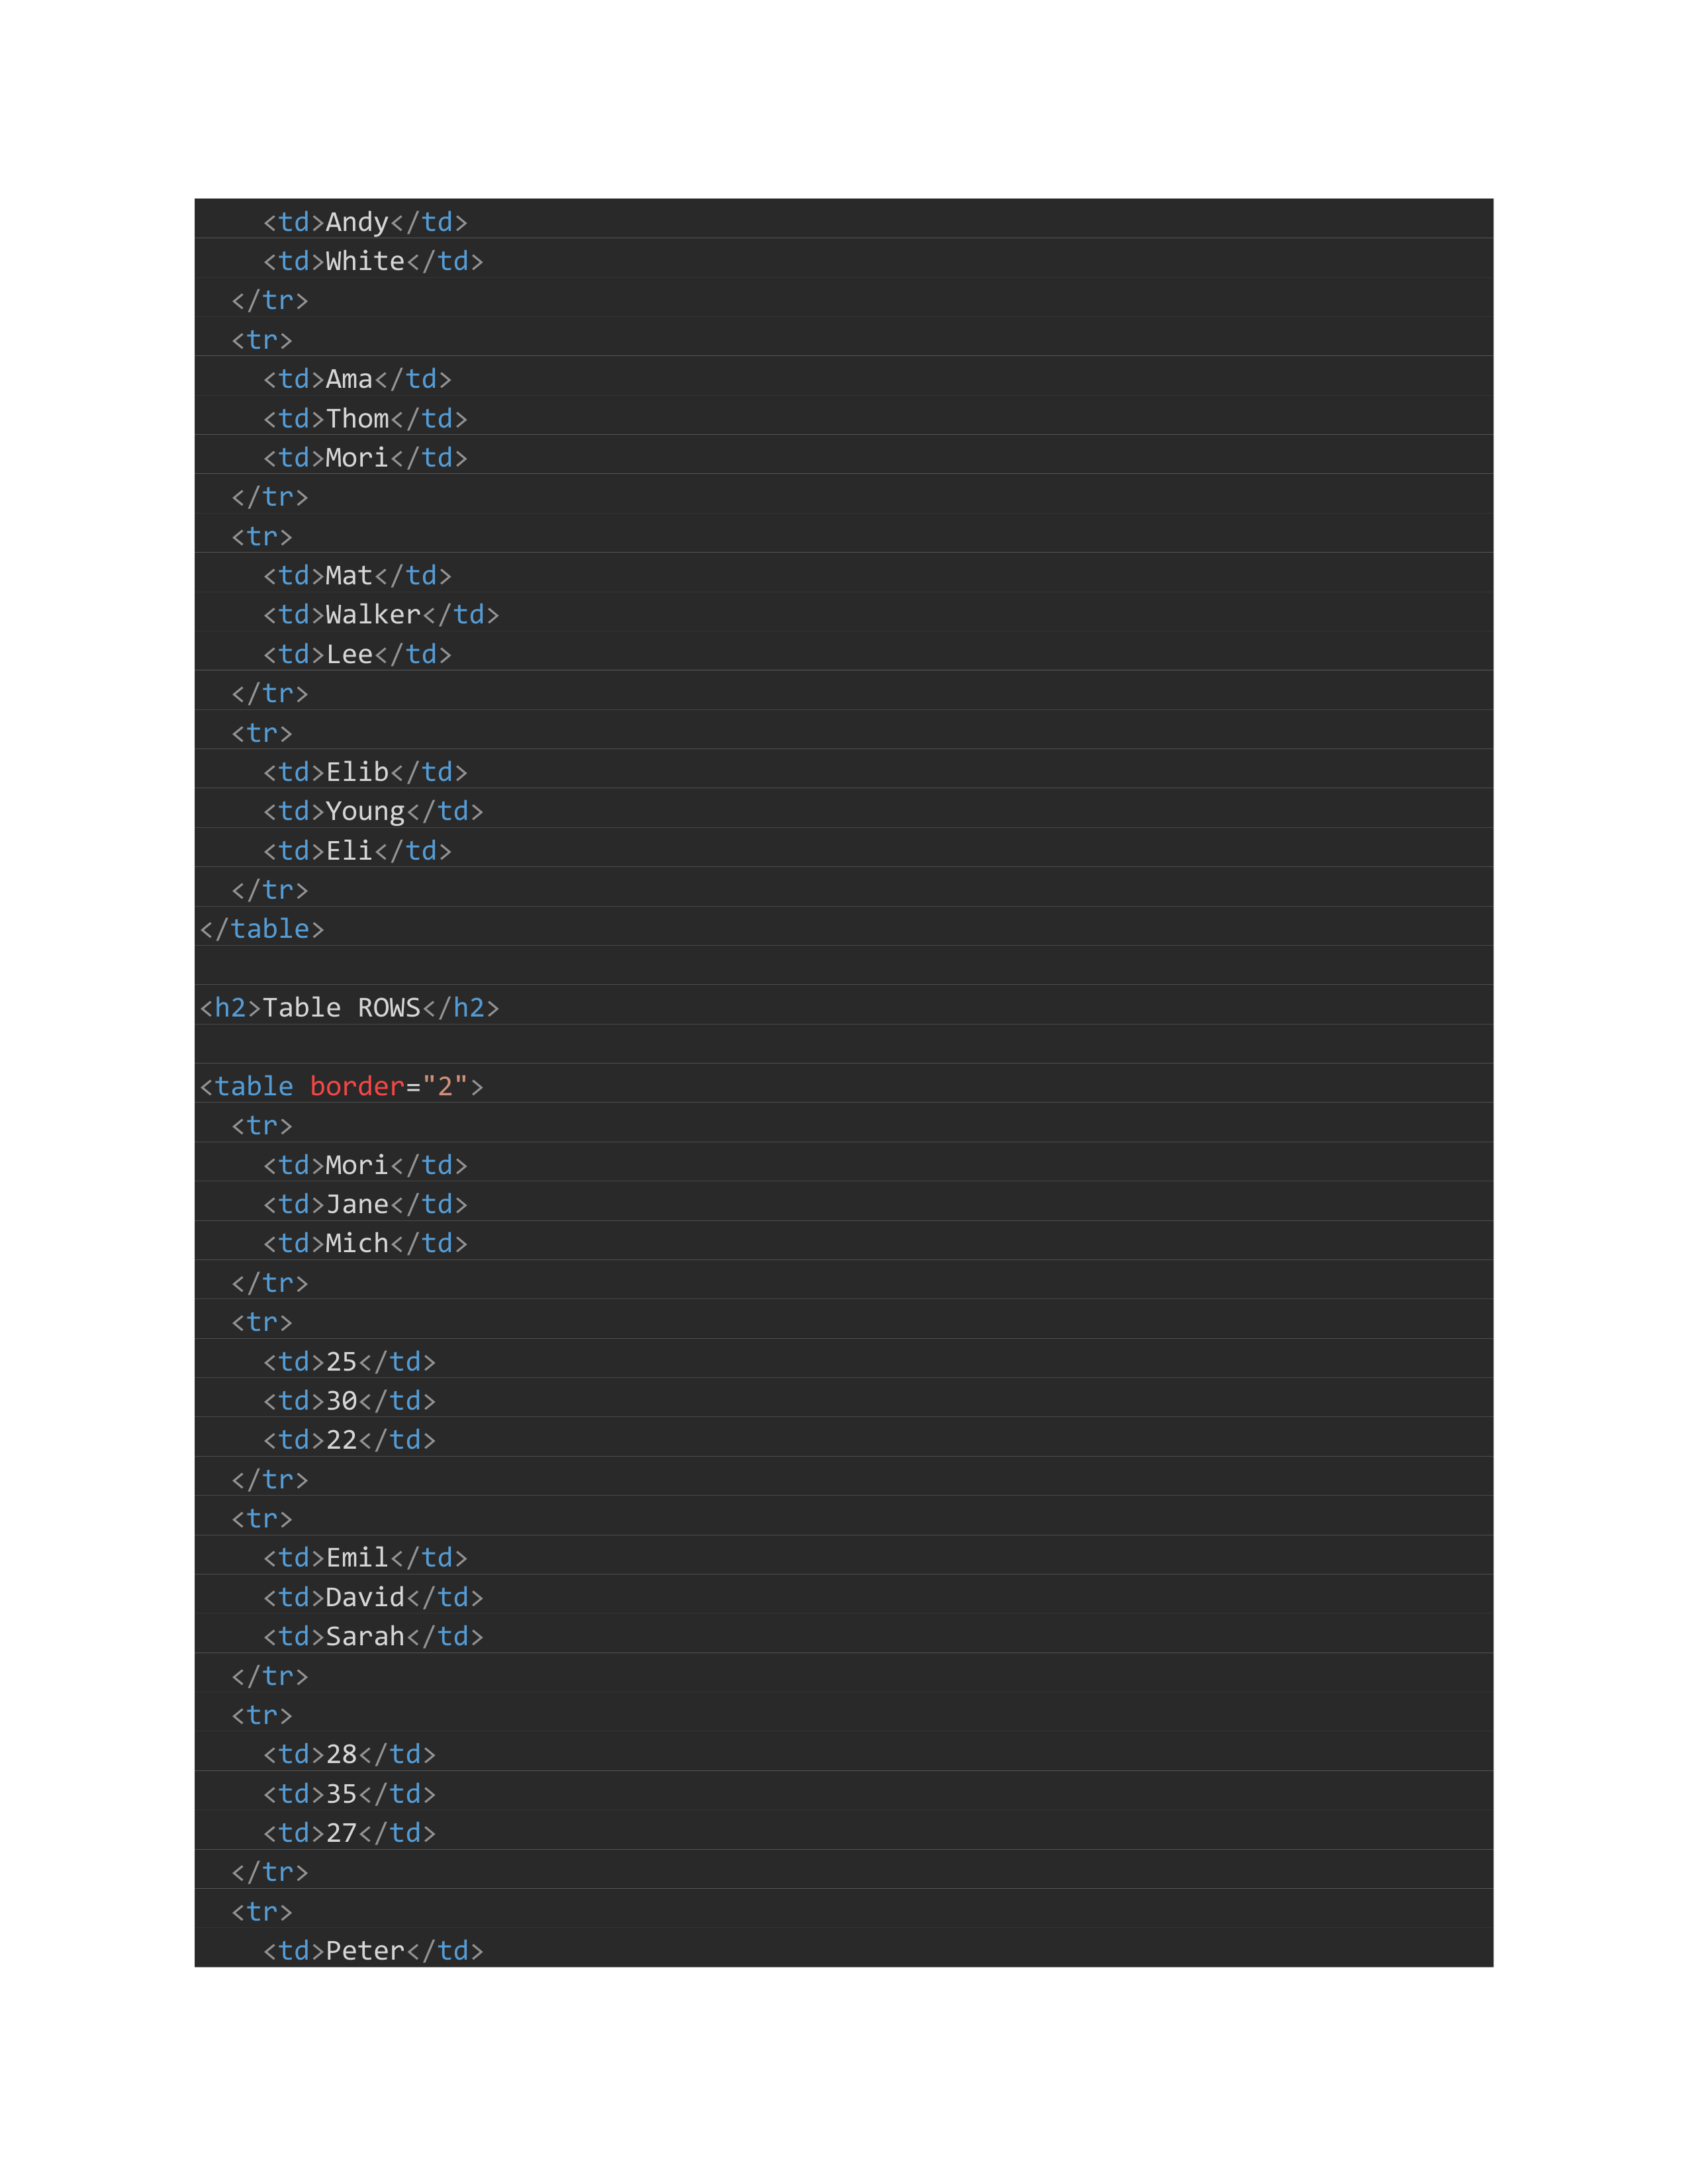 <td>Andy</td>
    <td>White</td>
  </tr>
  <tr>
    <td>Ama</td>
    <td>Thom</td>
    <td>Mori</td>
  </tr>
  <tr>
    <td>Mat</td>
    <td>Walker</td>
    <td>Lee</td>
  </tr>
  <tr>
    <td>Elib</td>
    <td>Young</td>
    <td>Eli</td>
  </tr>
</table>

<h2>Table ROWS</h2>

<table border="2">
  <tr>
    <td>Mori</td>
    <td>Jane</td>
    <td>Mich</td>
  </tr>
  <tr>
    <td>25</td>
    <td>30</td>
    <td>22</td>
  </tr>
  <tr>
    <td>Emil</td>
    <td>David</td>
    <td>Sarah</td>
  </tr>
  <tr>
    <td>28</td>
    <td>35</td>
    <td>27</td>
  </tr>
  <tr>
    <td>Peter</td>